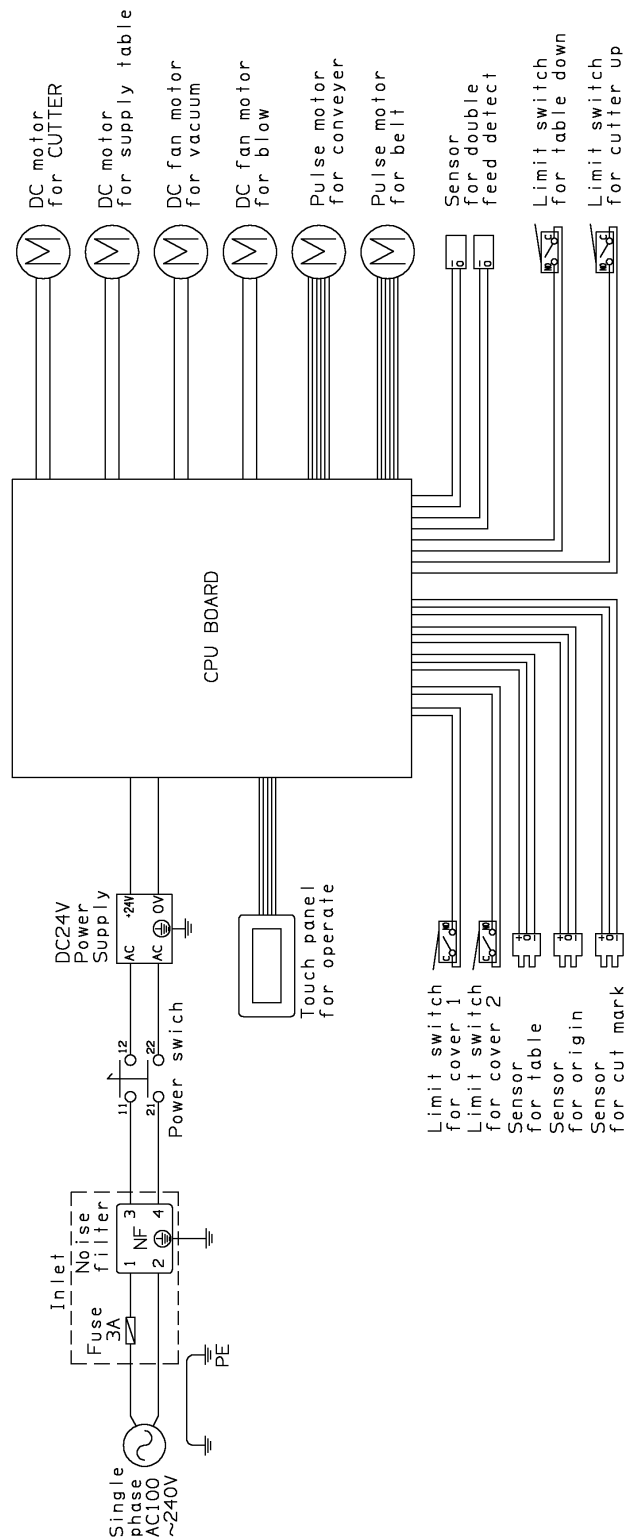 Single
phase
AC100
~240V
Inlet
Fuse
3A
Noise
filter
1
3
NF
2
4
PE
11
12
21
22
Power swich
DC24V
Power
Supply
AC
+24V
AC
0V
Touch panel
for operate
CPU BOARD
M
DC motor
for CUTTER
M
DC motor
for supply table
M
DC fan motor
for vacuum
M
DC fan motor
for blow
M
Pulse motor
for conveyer
M
Pulse motor
for belt
Sensor
for double
feed detect
NO C
Limit switch
for table down
NO C
Limit switch
for cutter up
Limit switch
for cover 1
C NO
Limit switch
for cover 2
C NO
Sensor
for table
Sensor
for origin
Sensor
for cut mark